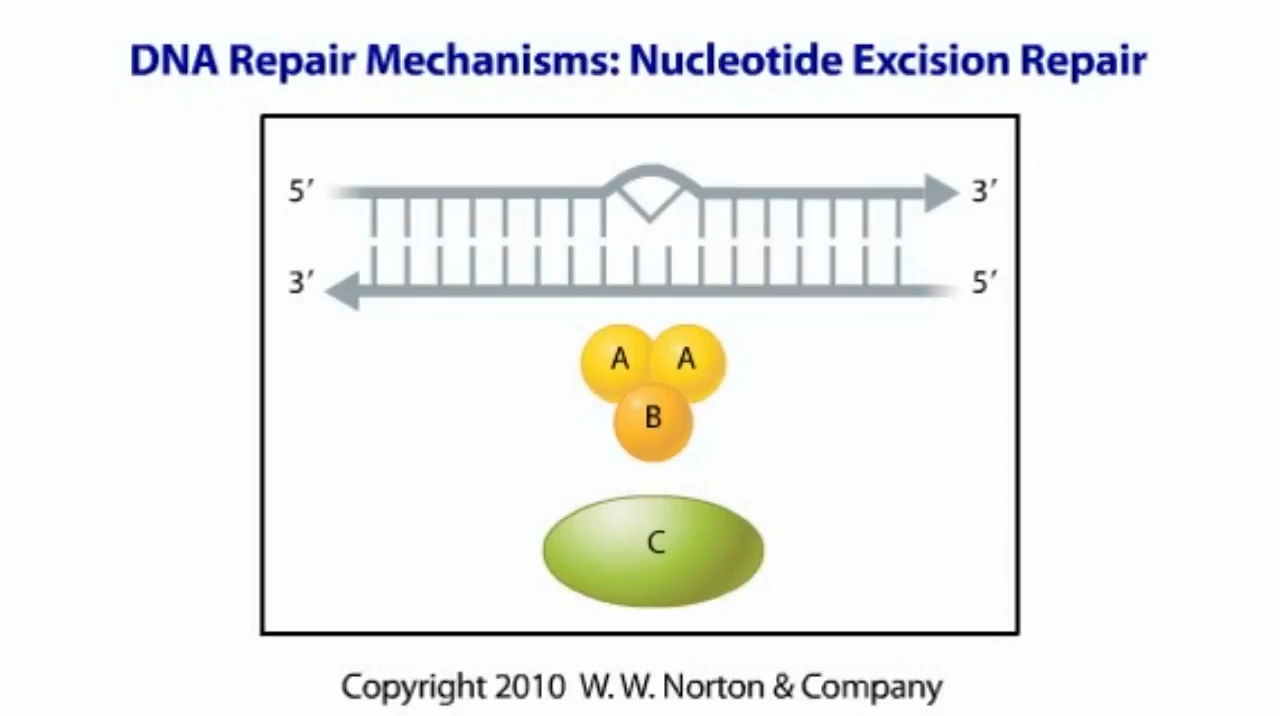 DNA Repair Mechanisms: Nucleotide Excision Repair
5′ 3′
3′ 5′
A A
B
C
Copyright 2010 W. W. Norton & Company